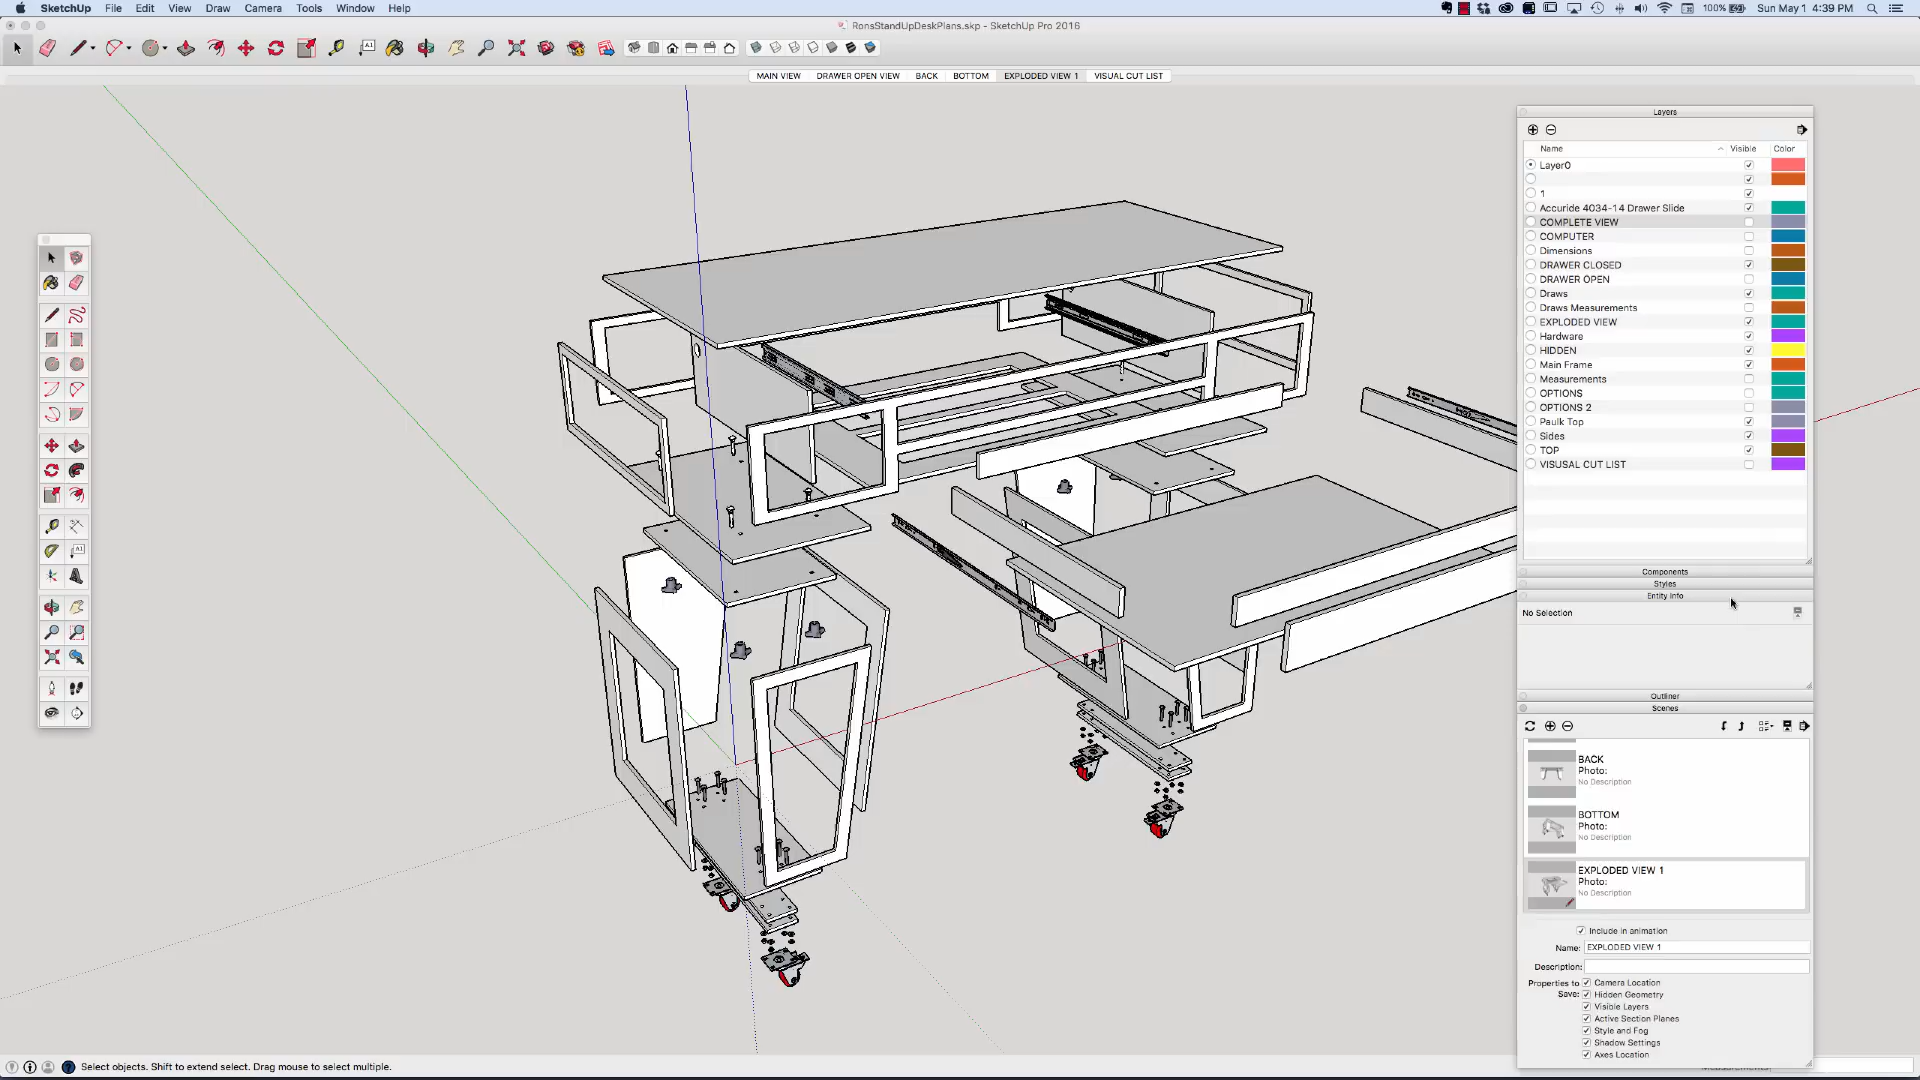 SketchUp File Edit View Draw Camera Tools Window Help 100% Sun May 1 4:39 PM
RonsStandUpDeskPlans.skp - SketchUp Pro 2016
MAIN VIEW DRAWER OPEN VIEW BACK BOTTOM EXPLODED VIEW 1 VISUAL CUT LIST
Layers
Name Visible Color
Layer0
1
Accuride 4034-14 Drawer Slide
COMPLETE VIEW
COMPUTER
Dimensions
DRAWER CLOSED
DRAWER OPEN
Draws
Draws Measurements
EXPLODED VIEW
Hardware
HIDDEN
Main Frame
Measurements
OPTIONS
OPTIONS 2
Paulk Top
Sides
TOP
VISUSAL CUT LIST
Components
Styles
Entity Info
No Selection
Outliner
Scenes
BACK
Photo:
No Description
BOTTOM
Photo:
No Description
EXPLODED VIEW 1
Photo:
No Description
Include in animation
Name: EXPLODED VIEW 1
Description:
Properties to Save:
Camera Location
Hidden Geometry
Visible Layers
Active Section Planes
Style and Fog
Shadow Settings
Axes Location
Select objects. Shift to extend select. Drag mouse to select multiple.